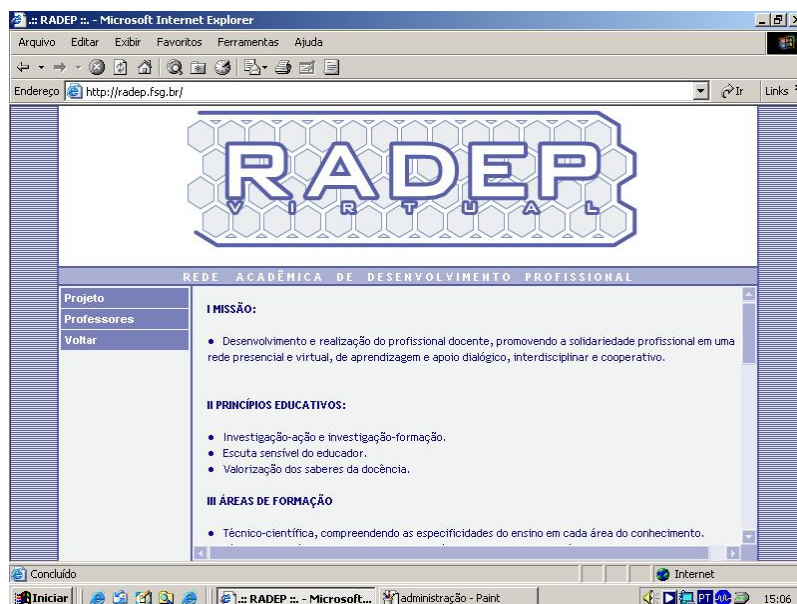 .:: RADEP ::. - Microsoft Internet Explorer
Arquivo Editar Exibir Favoritos Ferramentas Ajuda
Endereço http://radep.fsg.br/ Ir Links
RADEP
VIRTUAL
REDE ACADÊMICA DE DESENVOLVIMENTO PROFISSIONAL
Projeto
Professores
Voltar
I MISSÃO:
• Desenvolvimento e realização do profissional docente, promovendo a solidariedade profissional em uma
rede presencial e virtual, de aprendizagem e apoio dialógico, interdisciplinar e cooperativo.
II PRINCÍPIOS EDUCATIVOS:
• Investigação-ação e investigação-formação.
• Escuta sensível do educador.
• Valorização dos saberes da docência.
III ÁREAS DE FORMAÇÃO
• Técnico-científica, compreendendo as especificidades do ensino em cada área do conhecimento.
Concluído Internet
Iniciar .:: RADEP ::. - Microsoft... administração - Paint PT 15:06